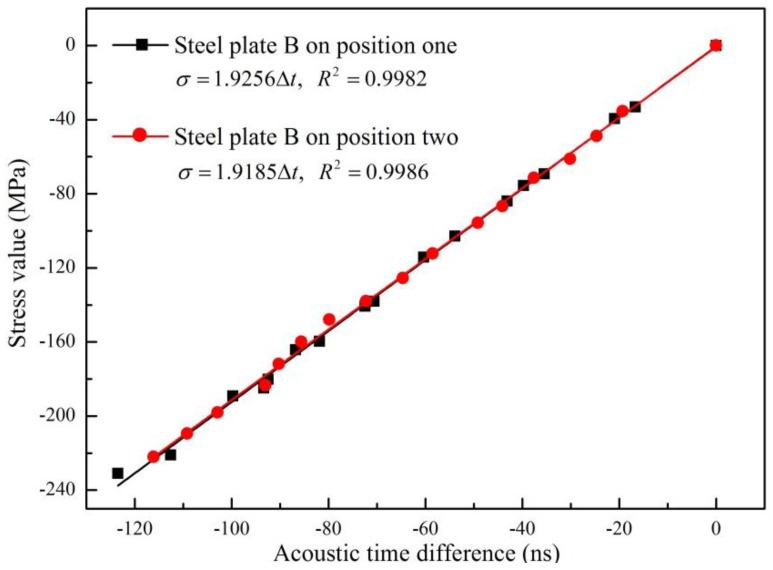 Steel plate B on position one
σ=1.9256Δt, R²=0.9982
Steel plate B on position two
σ=1.9185Δt, R²=0.9986
Stress value (MPa)
0
-40
-80
-120
-160
-200
-240
-120 -100 -80 -60 -40 -20 0
Acoustic time difference (ns)